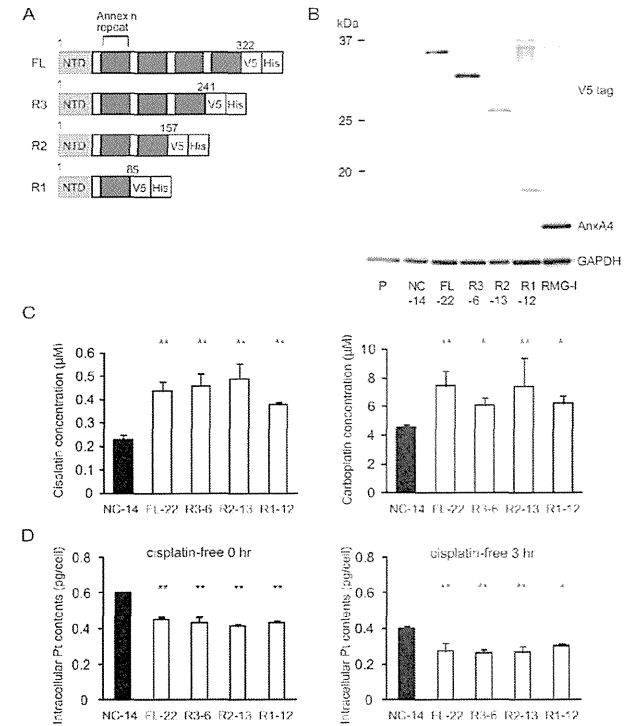 A
1
Annexin
repeat
322
FL NTD V5 His
1
241
R3 NTD V5 His
1
157
R2 NTD V5 His
1
85
R1 NTD V5 His
B
kDa
37
25
20
V5 tag
AnxA4
GAPDH
P NC FL R3 R2 R1 RMG-I
-14 -22 -6 -13 -12
C
Cisplatin concentration (μM)
0.6
0.5
0.4
0.3
0.2
0.1
0
** ** ** **
NC-14 FL-22 R3-6 R2-13 R1-12
Carboplatin concentration (μM)
10
8
6
4
2
0
** * ** *
NC-14 FL-22 R3-6 R2-13 R1-12
D
Intracellular Pt contents (pg/cell)
cisplatin-free 0 hr
0.8
0.6
0.4
0.2
0
** ** ** **
NC-14 FL-22 R3-6 R2-13 R1-12
Intracellular Pt contents (pg/cell)
cisplatin-free 3 hr
0.8
0.6
0.4
0.2
0
** ** ** *
NC-14 FL-22 R3-6 R2-13 R1-12